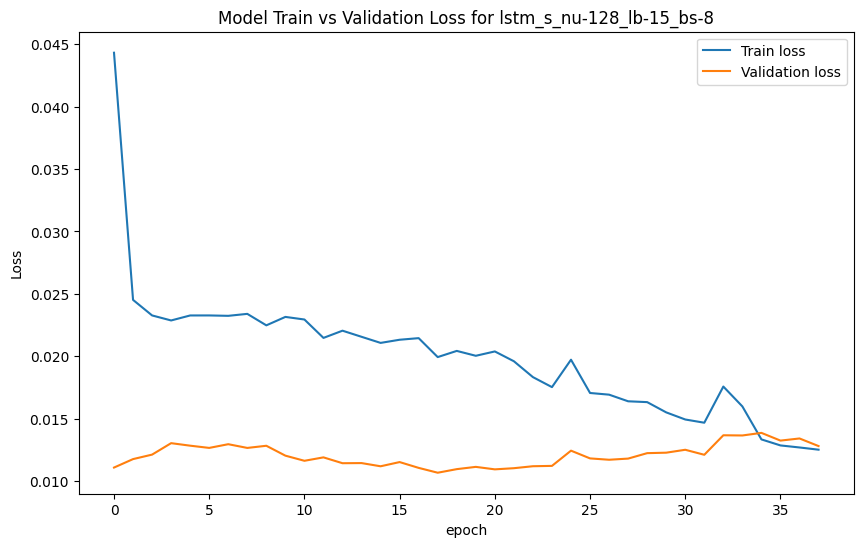 Model Train vs Validation Loss for lstm_s_nu-128_lb-15_bs-8
Train loss
Validation loss
0.045
0.040
0.035
0.030
0.025
0.020
0.015
0.010
Loss
0 5 10 15 20 25 30 35
epoch